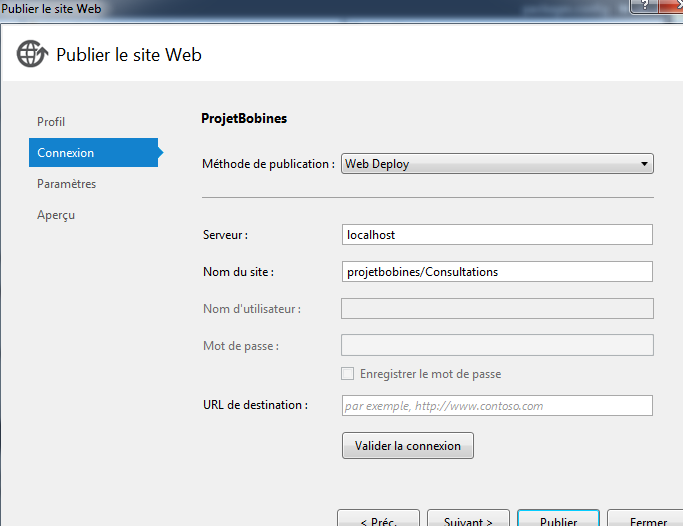 Publier le site Web
?
Publier le site Web
Profil
Connexion
Paramètres
Aperçu
ProjetBobines
Méthode de publication : Web Deploy
Serveur : localhost
Nom du site : projetbobines/Consultations
Nom d'utilisateur :
Mot de passe :
Enregistrer le mot de passe
URL de destination : par exemple, http://www.contoso.com
Valider la connexion
< Préc. Suivant > Publier Fermer